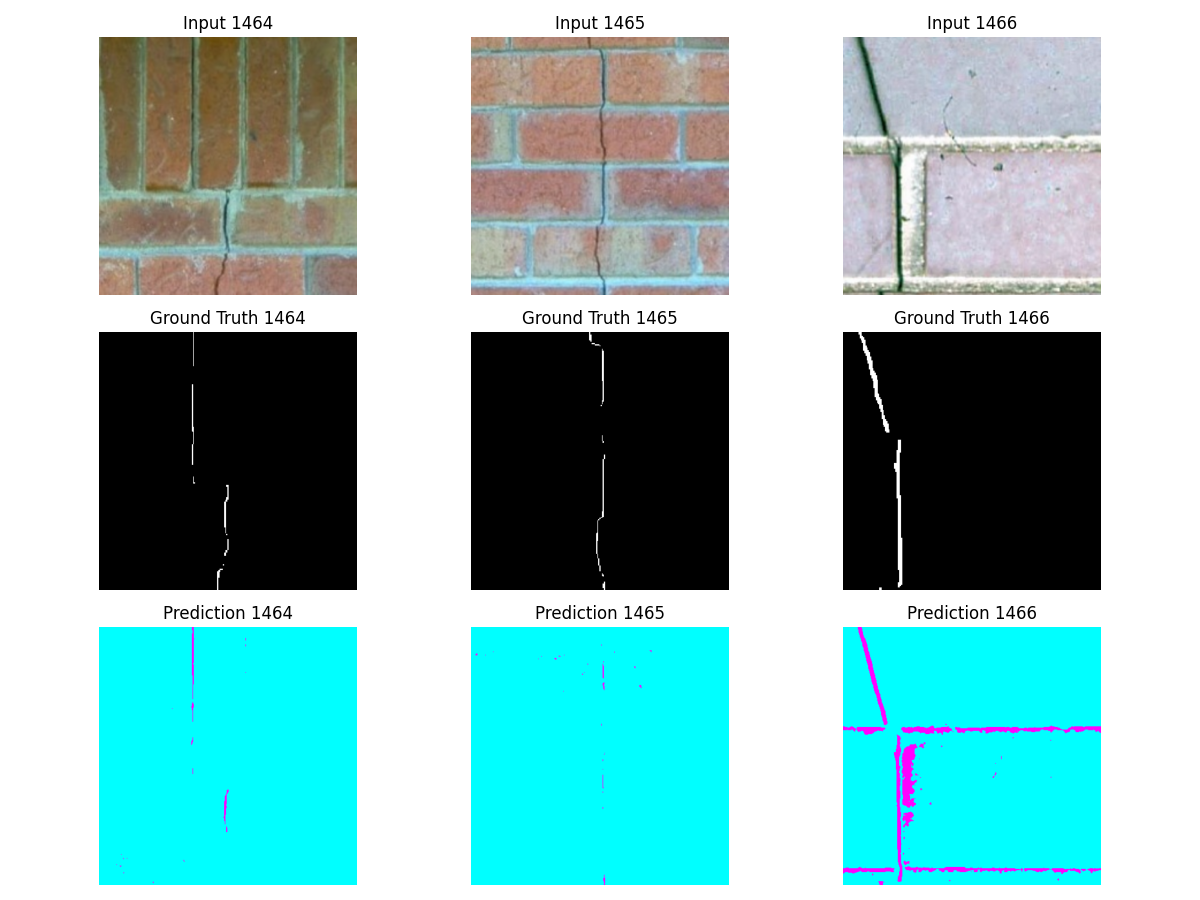 Input 1464
Input 1465
Input 1466
Ground Truth 1464
Ground Truth 1465
Ground Truth 1466
Prediction 1464
Prediction 1465
Prediction 1466